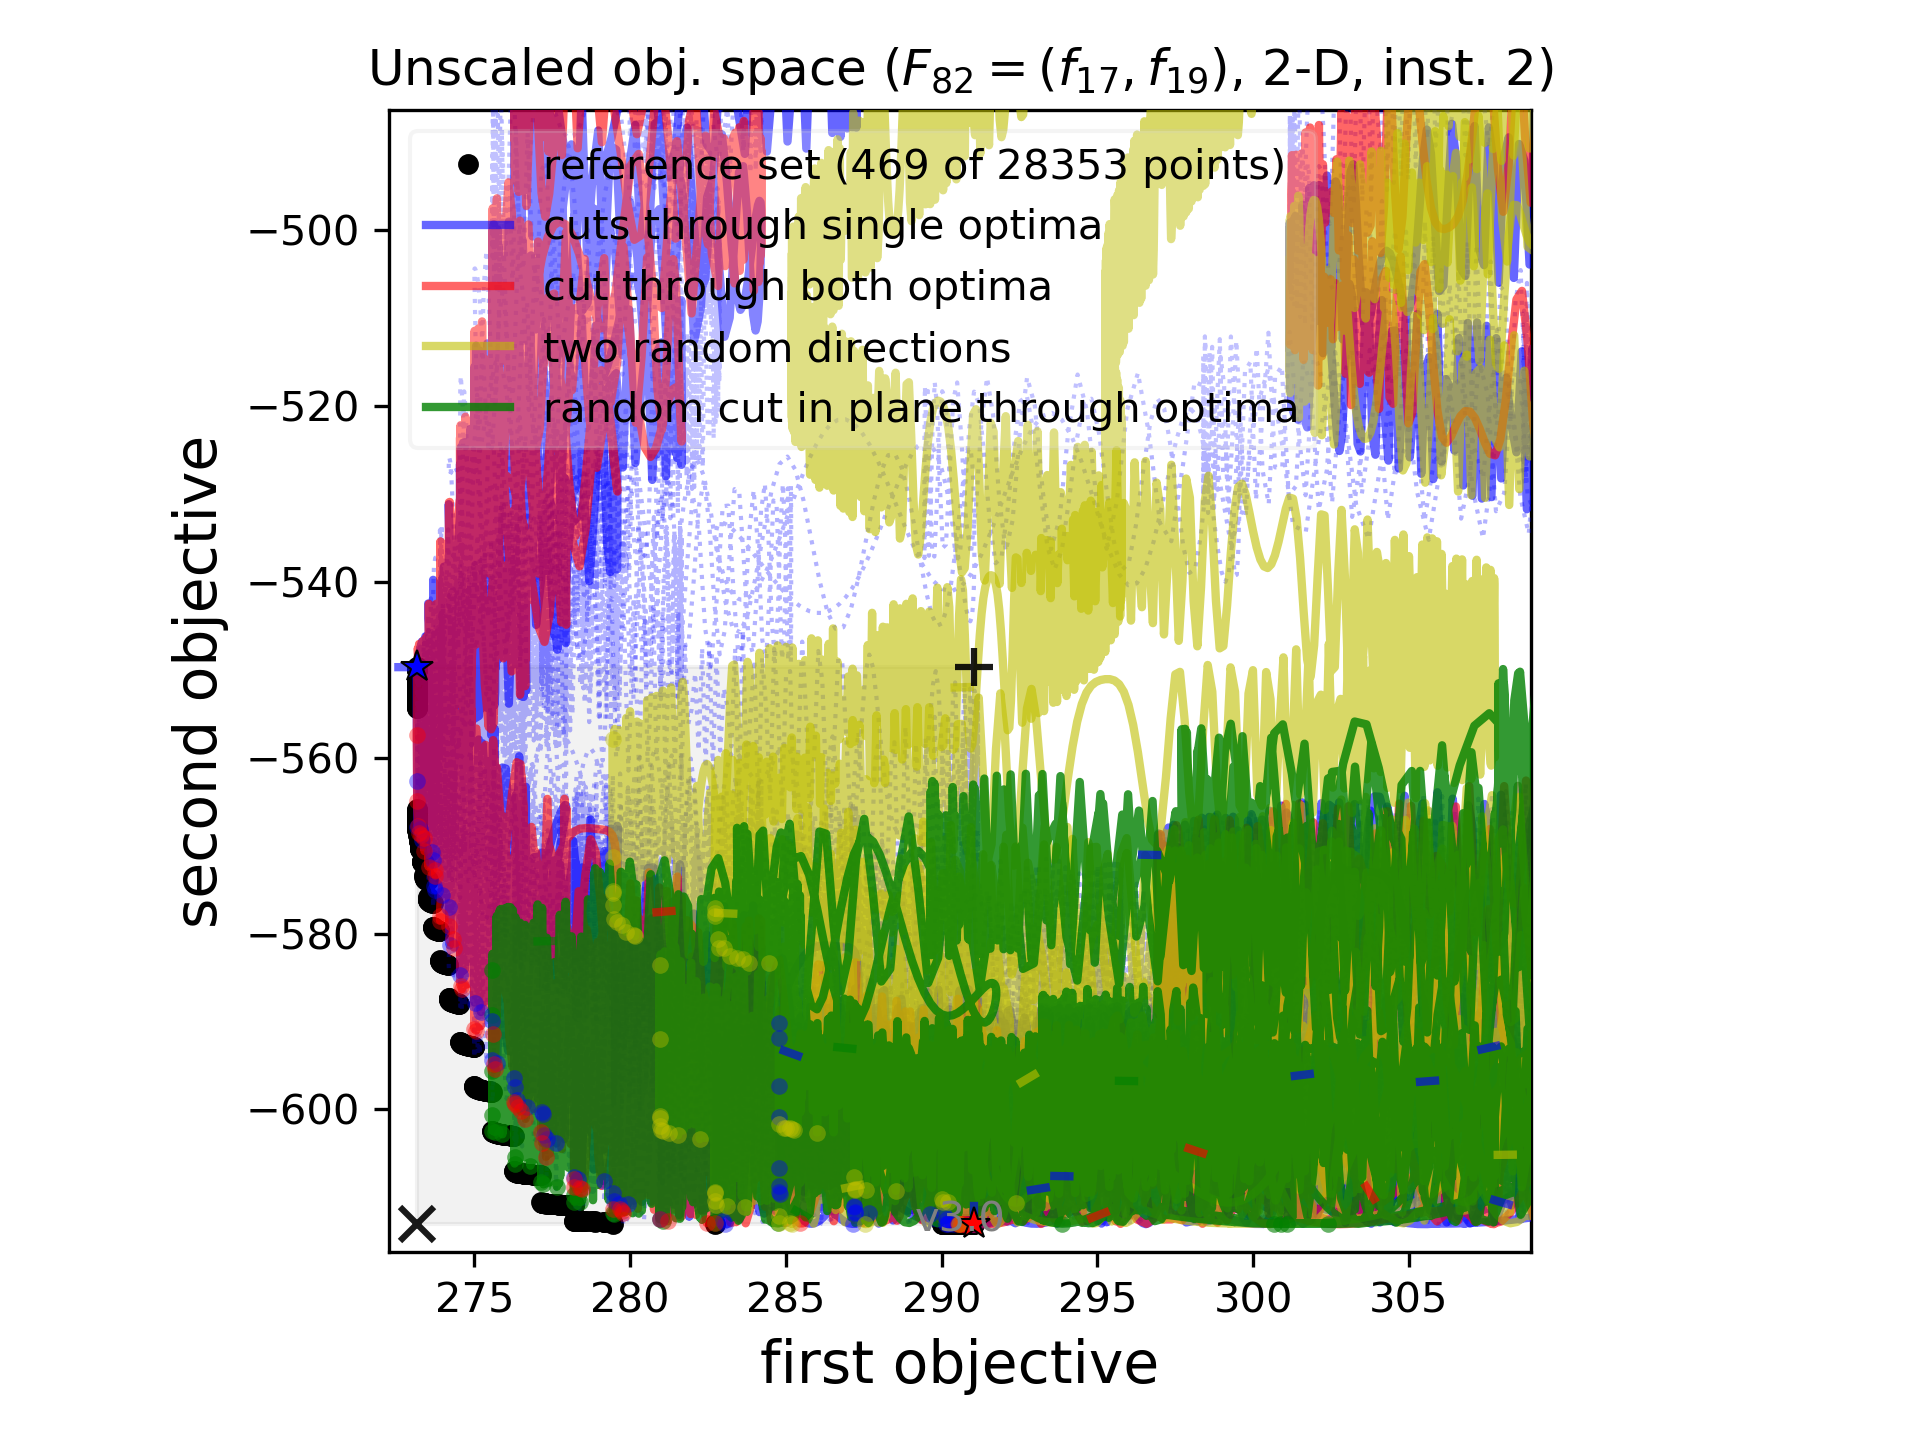 Unscaled obj. space (F82 = (f17, f19), 2-D, inst. 2)
reference set (469 of 28353 points)
cuts through single optima
cut through both optima
two random directions
random cut in plane through optima
second objective
−500
−520
−540
−560
−580
−600
v3.0
275
280
285
290
295
300
305
first objective